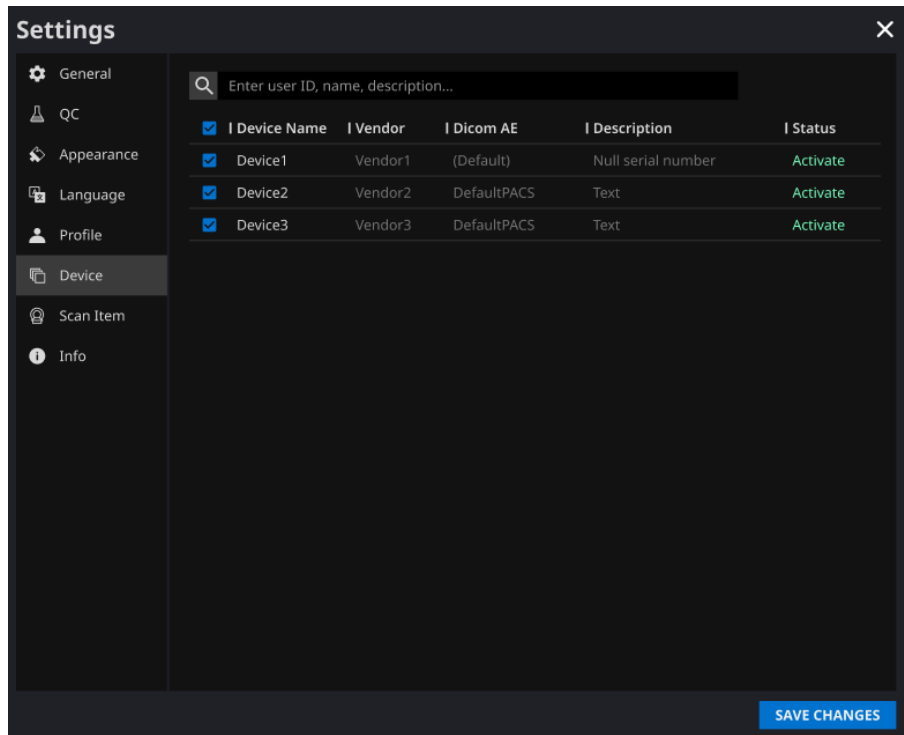 Settings
General
QC
Appearance
Language
Profile
Device
Scan Item
Info
Enter user ID, name, description...
Device Name Vendor Dicom AE Description Status
Device1 Vendor1 (Default) Null serial number Activate
Device2 Vendor2 DefaultPACS Text Activate
Device3 Vendor3 DefaultPACS Text Activate
SAVE CHANGES